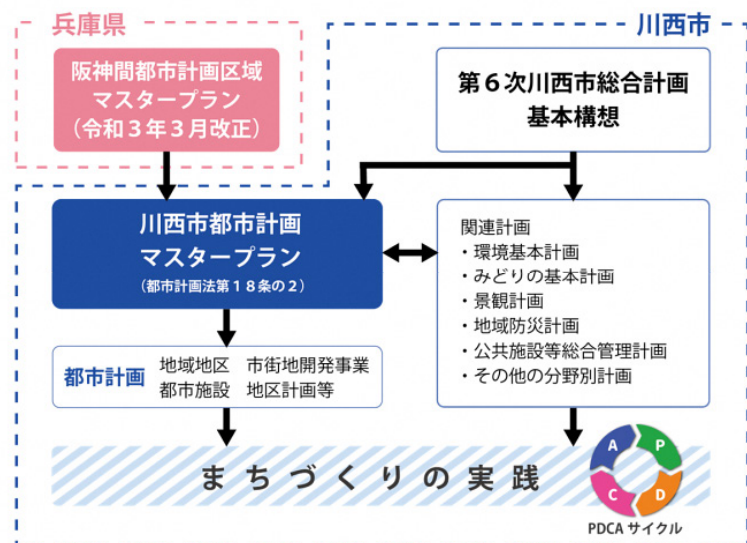 兵庫県
川西市
阪神間都市計画区域
マスタープラン
（令和３年３月改正）
第６次川西市総合計画
基本構想
川西市都市計画
マスタープラン
（都市計画法第１８条の２）
関連計画
・環境基本計画
・みどりの基本計画
・景観計画
・地域防災計画
・公共施設等総合管理計画
・その他の分野別計画
都市計画
地域地区　市街地開発事業
都市施設　地区計画等
まちづくりの実践
A P
C D
PDCA サイクル